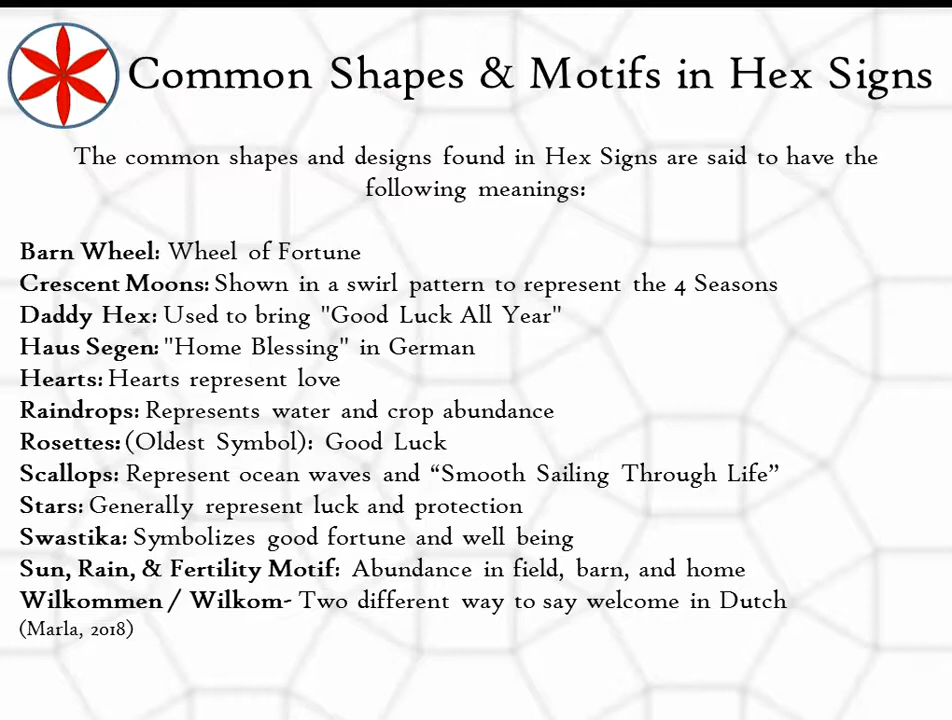 Common Shapes & Motifs in Hex Signs
The common shapes and designs found in Hex Signs are said to have the
following meanings:
Barn Wheel: Wheel of Fortune
Crescent Moons: Shown in a swirl pattern to represent the 4 Seasons
Daddy Hex: Used to bring "Good Luck All Year"
Haus Segen: "Home Blessing" in German
Hearts: Hearts represent love
Raindrops: Represents water and crop abundance
Rosettes: (Oldest Symbol): Good Luck
Scallops: Represent ocean waves and “Smooth Sailing Through Life”
Stars: Generally represent luck and protection
Swastika: Symbolizes good fortune and well being
Sun, Rain, & Fertility Motif: Abundance in field, barn, and home
Wilkommen / Wilkom- Two different way to say welcome in Dutch
(Marla, 2018)